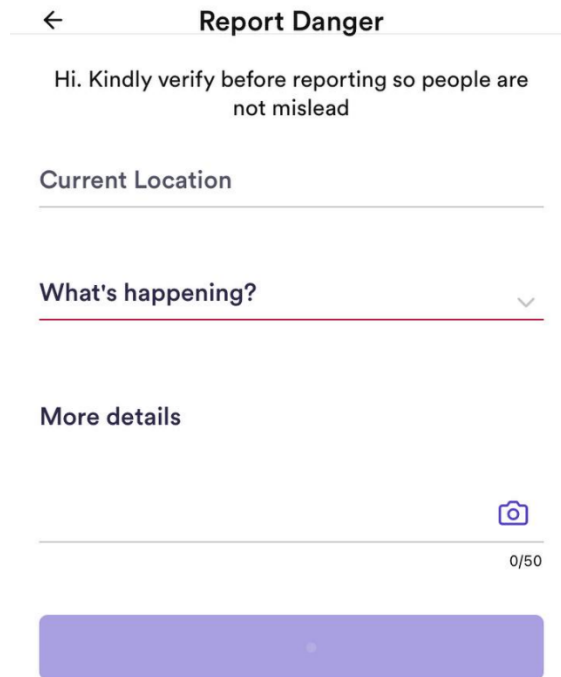 Report Danger
Hi. Kindly verify before reporting so people are
not mislead
Current Location
What's happening?
More details
0/50